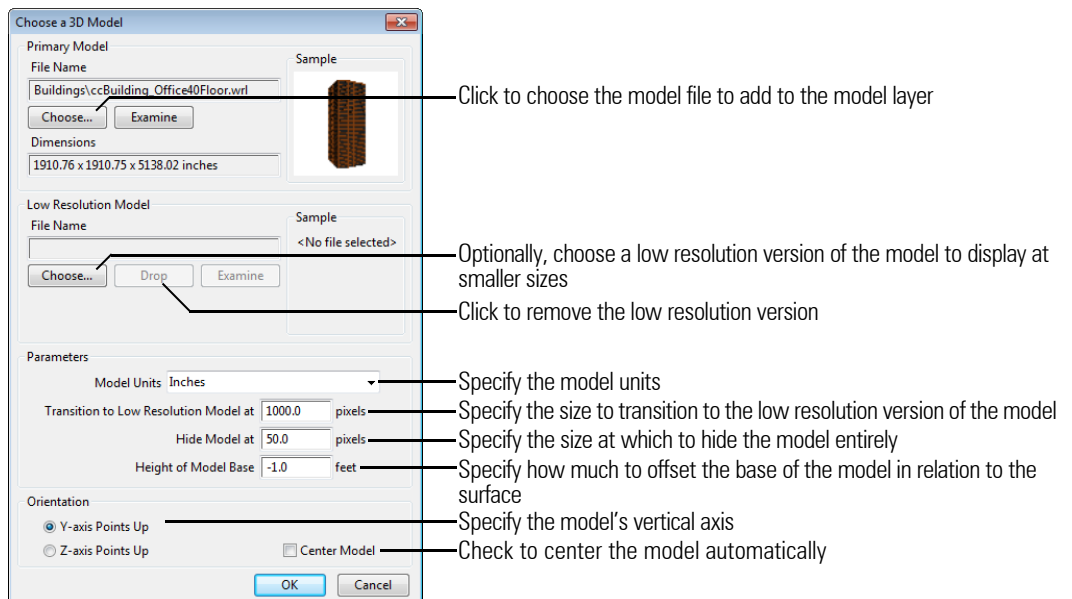 Choose a 3D Model
Primary Model
File Name
Buildings\ccBuilding_Office40Floor.wrl
Choose... Examine
Dimensions
1910.76 x 1910.75 x 5138.02 inches
Sample
Click to choose the model file to add to the model layer
Low Resolution Model
File Name
Choose... Drop Examine
Sample
<No file selected>
Optionally, choose a low resolution version of the model to display at
smaller sizes
Click to remove the low resolution version
Parameters
Model Units Inches
Specify the model units
Transition to Low Resolution Model at 1000.0 pixels
Specify the size to transition to the low resolution version of the model
Hide Model at 50.0 pixels
Specify the size at which to hide the model entirely
Height of Model Base -1.0 feet
Specify how much to offset the base of the model in relation to the
surface
Orientation
Y-axis Points Up
Specify the model's vertical axis
Z-axis Points Up
Center Model
Check to center the model automatically
OK Cancel